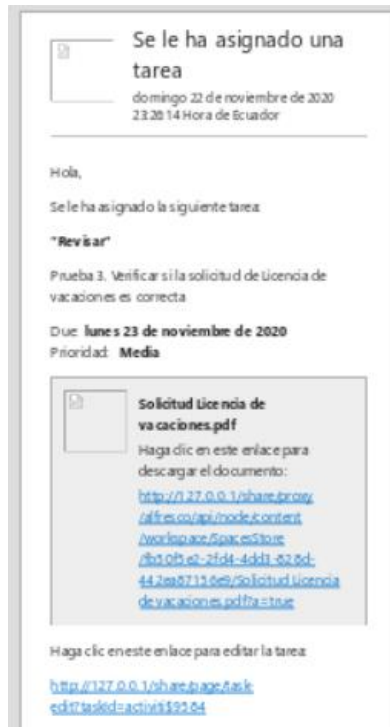 Se le ha asignado una
tarea
domingo 22 de noviembre de 2020
23:26:14 Hora de Ecuador
Hola,
Se le ha asignado la siguiente tarea:
"Revisar"
Prueba 3. Verificar si la solicitud de Licencia de
vacaciones es correcta
Due: lunes 23 de noviembre de 2020
Prioridad: Media
Solicitud Licencia de
vacaciones.pdf
Haga clic en este enlace para
descargar el documento:
http://127.0.0.1/share/proxy
/alfresco/api/node/content
/workspace/SpacesStore
de vacaciones.pdf?a=true
Haga clic en este enlace para editar la tarea:
http://127.0.0.1/share/page/task-
edit?taskId=activiti$9584